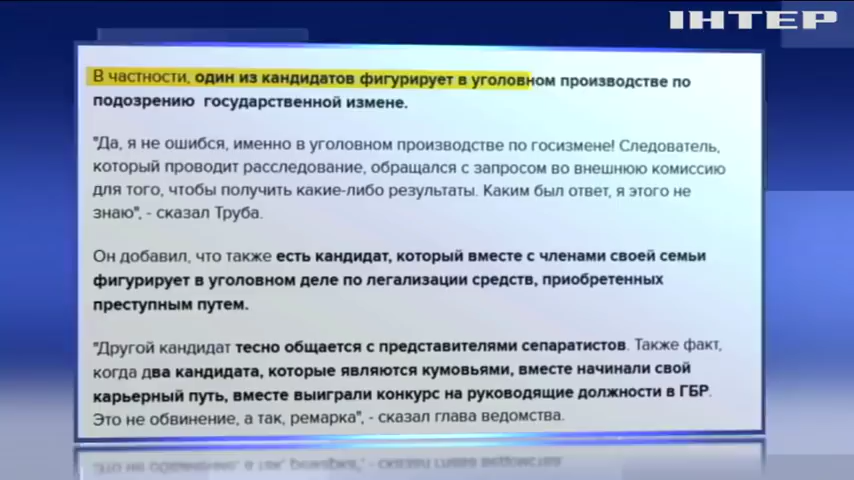 ІНТЕР
В частности, один из кандидатов фигурирует в уголовном производстве по
подозрению государственной измене.
"Да, я не ошибся, именно в уголовном производстве по госизмене! Следователь,
который проводит расследование, обращался с запросом во внешнюю комиссию
для того, чтобы получить какие-либо результаты. Каким был ответ, я этого не
знаю", - сказал Труба.
Он добавил, что также есть кандидат, который вместе с членами своей семьи
фигурирует в уголовном деле по легализации средств, приобретенных
преступным путем.
"Другой кандидат тесно общается с представителями сепаратистов. Также факт,
когда два кандидата, которые являются кумовьями, вместе начинали свой
карьерный путь, вместе выиграли конкурс на руководящие должности в ГБР.
Это не обвинение, а так, ремарка", - сказал глава ведомства.